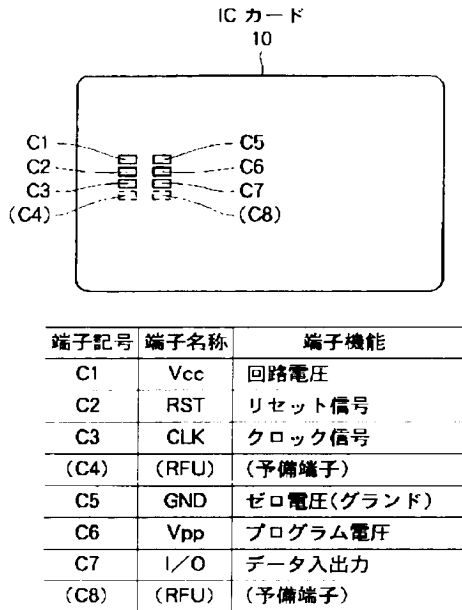 IC カード
10
C1
C5
C2
C6
C3
C7
(C4)
(C8)
端子記号 端子名称 端子機能
C1 Vcc 回路電圧
C2 RST リセット信号
C3 CLK クロック信号
(C4) (RFU) (予備端子)
C5 GND ゼロ電圧(グランド)
C6 Vpp プログラム電圧
C7 I/O データ入出力
(C8) (RFU) (予備端子)